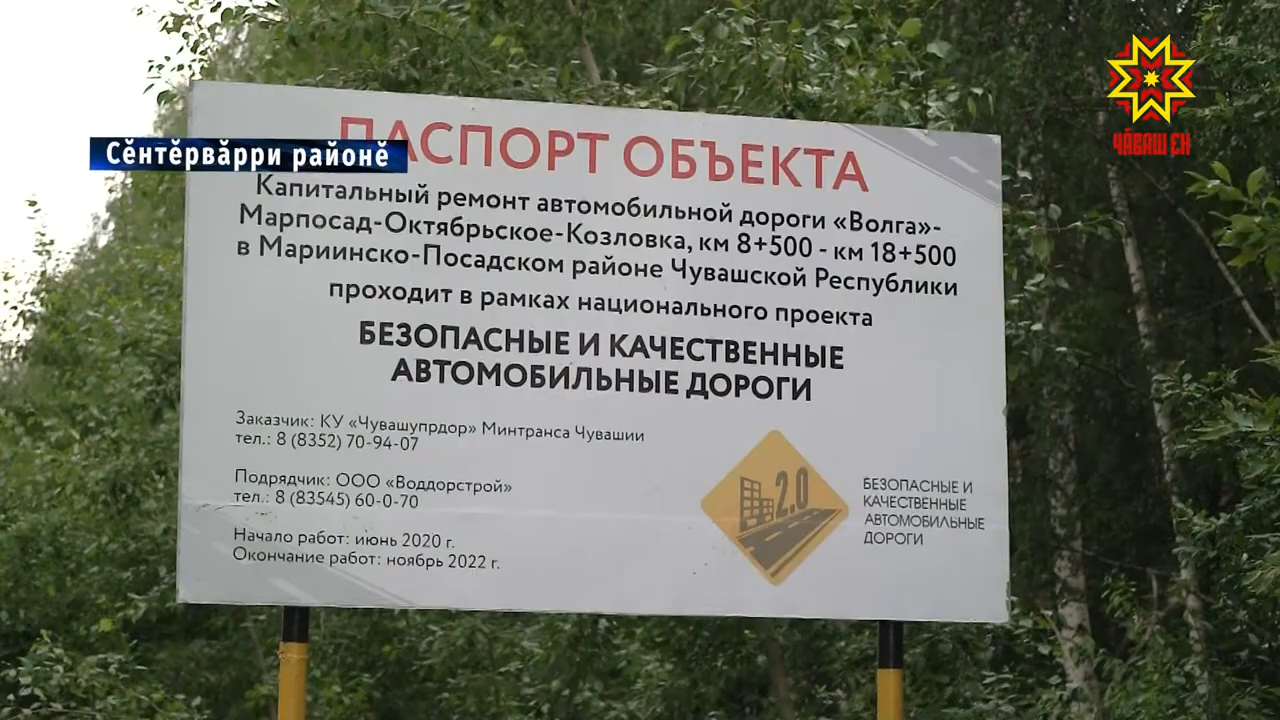 ЧӐВАШ ЕН
Сӗнтӗрвӑрри районӗ
ПАСПОРТ ОБЪЕКТА
Капитальный ремонт автомобильной дороги «Волга»-
Марпосад-Октябрьское-Козловка, км 8+500 - км 18+500
в Мариинско-Посадском районе Чувашской Республики
проходит в рамках национального проекта
БЕЗОПАСНЫЕ И КАЧЕСТВЕННЫЕ
АВТОМОБИЛЬНЫЕ ДОРОГИ
Заказчик: КУ «Чувашупрдор» Минтранса Чувашии
тел.: 8 (8352) 70-94-07
Подрядчик: ООО «Воддорстрой»
тел.: 8 (83545) 60-0-70
Начало работ: июнь 2020 г.
Окончание работ: ноябрь 2022 г.
2.0
БЕЗОПАСНЫЕ И
КАЧЕСТВЕННЫЕ
АВТОМОБИЛЬНЫЕ
ДОРОГИ